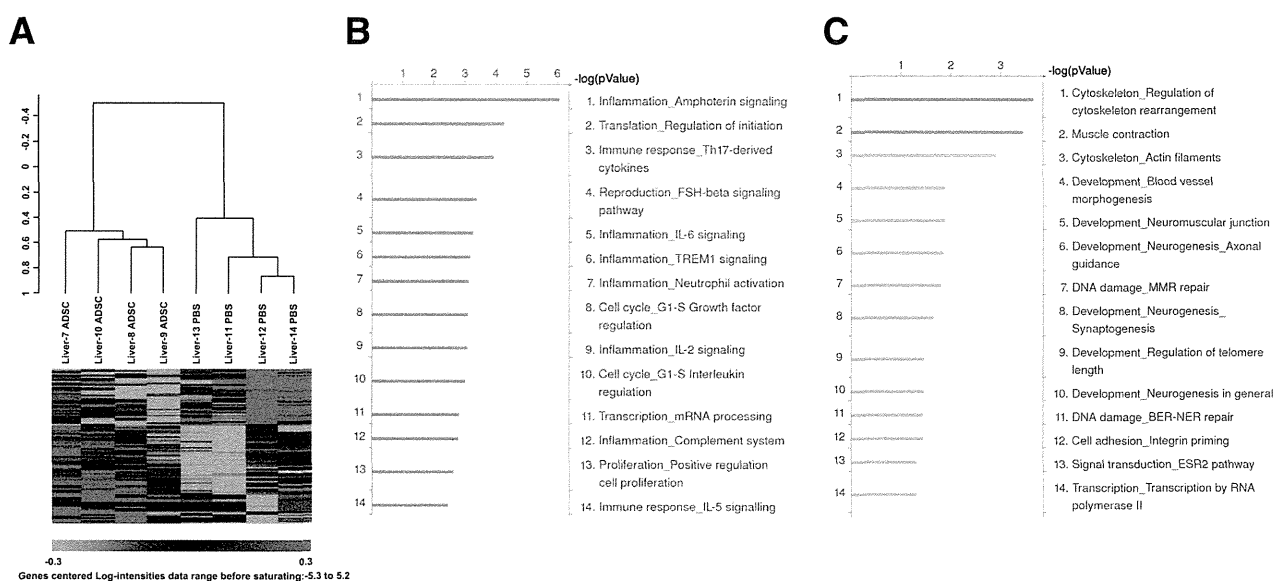 A
-0.4
-0.2
0
0.2
0.4
0.6
0.8
1
Liver-7 ADSC
Liver-10 ADSC
Liver-8 ADSC
Liver-9 ADSC
Liver-13 PBS
Liver-11 PBS
Liver-12 PBS
Liver-14 PBS
-0.3 0.3
Genes centered Log-intensities data range before saturating:-5.3 to 5.2
B
1 2 3 4 5 6
-log(pValue)
1
2
3
4
5
6
7
8
9
10
11
12
13
14
1. Inflammation_Amphoterin signaling
2. Translation_Regulation of initiation
3. Immune response_Th17-derived
cytokines
4. Reproduction_FSH-beta signaling
pathway
5. Inflammation_IL-6 signaling
6. Inflammation_TREM1 signaling
7. Inflammation_Neutrophil activation
8. Cell cycle_G1-S Growth factor
regulation
9. Inflammation_IL-2 signaling
10. Cell cycle_G1-S Interleukin
regulation
11. Transcription_mRNA processing
12. Inflammation_Complement system
13. Proliferation_Positive regulation
cell proliferation
14. Immune response_IL-5 signalling
C
1 2 3
-log(pValue)
1
2
3
4
5
6
7
8
9
10
11
12
13
14
1. Cytoskeleton_Regulation of
cytoskeleton rearrangement
2. Muscle contraction
3. Cytoskeleton_Actin filaments
4. Development_Blood vessel
morphogenesis
5. Development_Neuromuscular junction
6. Development_Neurogenesis_Axonal
guidance
7. DNA damage_MMR repair
8. Development_Neurogenesis_
Synaptogenesis
9. Development_Regulation of telomere
length
10. Development_Neurogenesis in general
11. DNA damage_BER-NER repair
12. Cell adhesion_Integrin priming
13. Signal transduction_ESR2 pathway
14. Transcription_Transcription by RNA
polymerase II